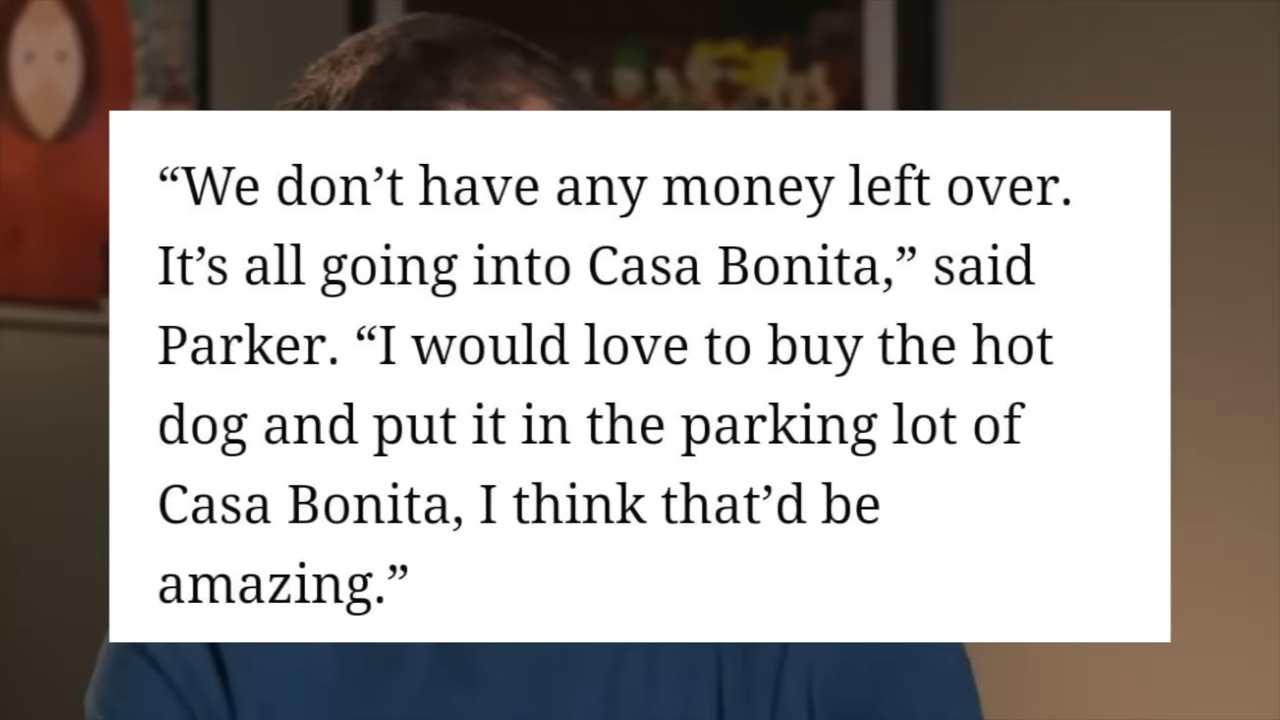 “We don’t have any money left over.
It’s all going into Casa Bonita,” said
Parker. “I would love to buy the hot
dog and put it in the parking lot of
Casa Bonita, I think that’d be
amazing.”